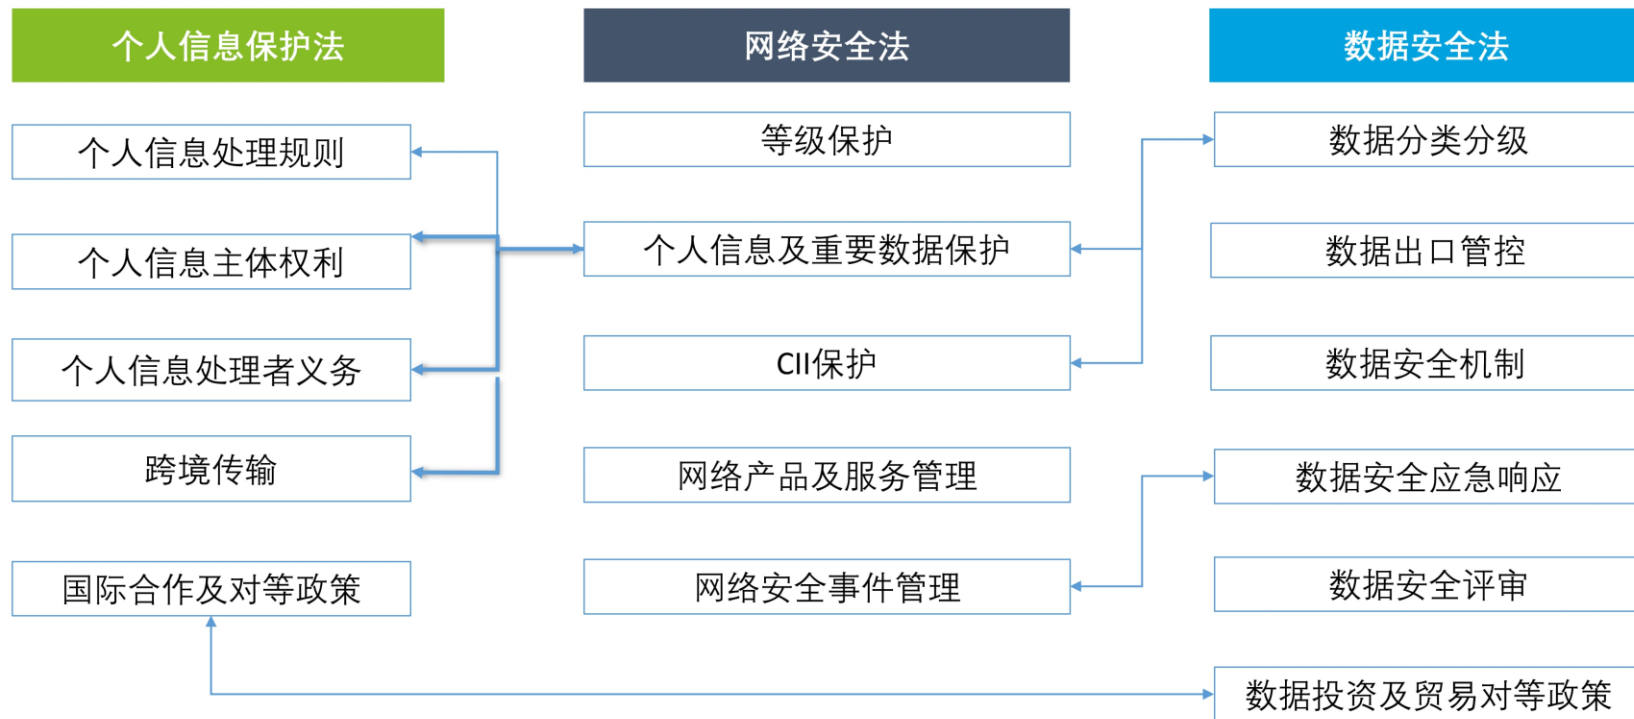 个人信息保护法
网络安全法
数据安全法
个人信息处理规则
等级保护
数据分类分级
个人信息主体权利
个人信息及重要数据保护
数据出口管控
个人信息处理者义务
CII保护
数据安全机制
跨境传输
网络产品及服务管理
数据安全应急响应
国际合作及对等政策
网络安全事件管理
数据安全评审
数据投资及贸易对等政策